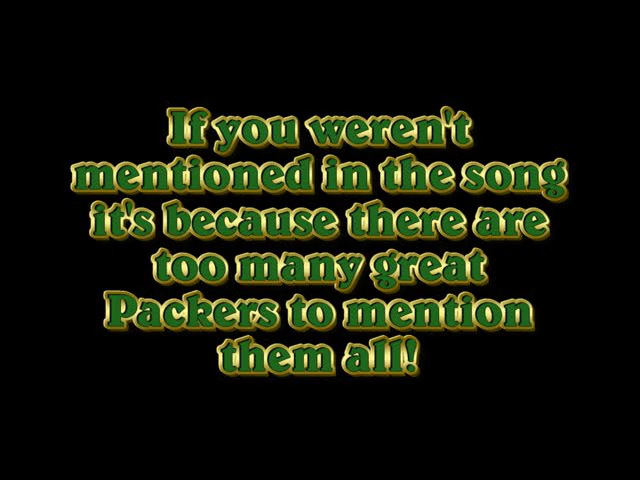 If you weren't
mentioned in the song
it's because there are
too many great
Packers to mention
them all!